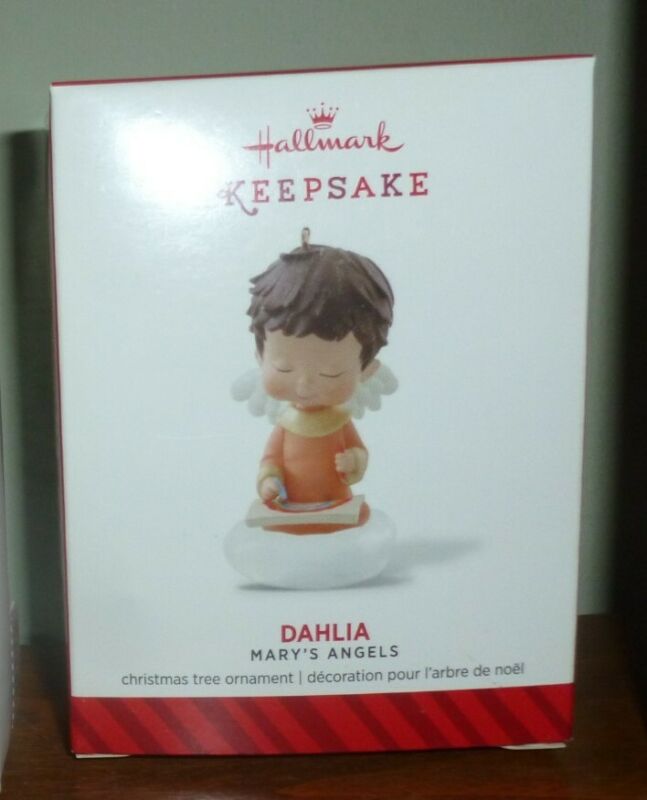 Hallmark
KEEPSAKE
DAHLIA
MARY'S ANGELS
christmas tree ornament | décoration pour l'arbre de noël